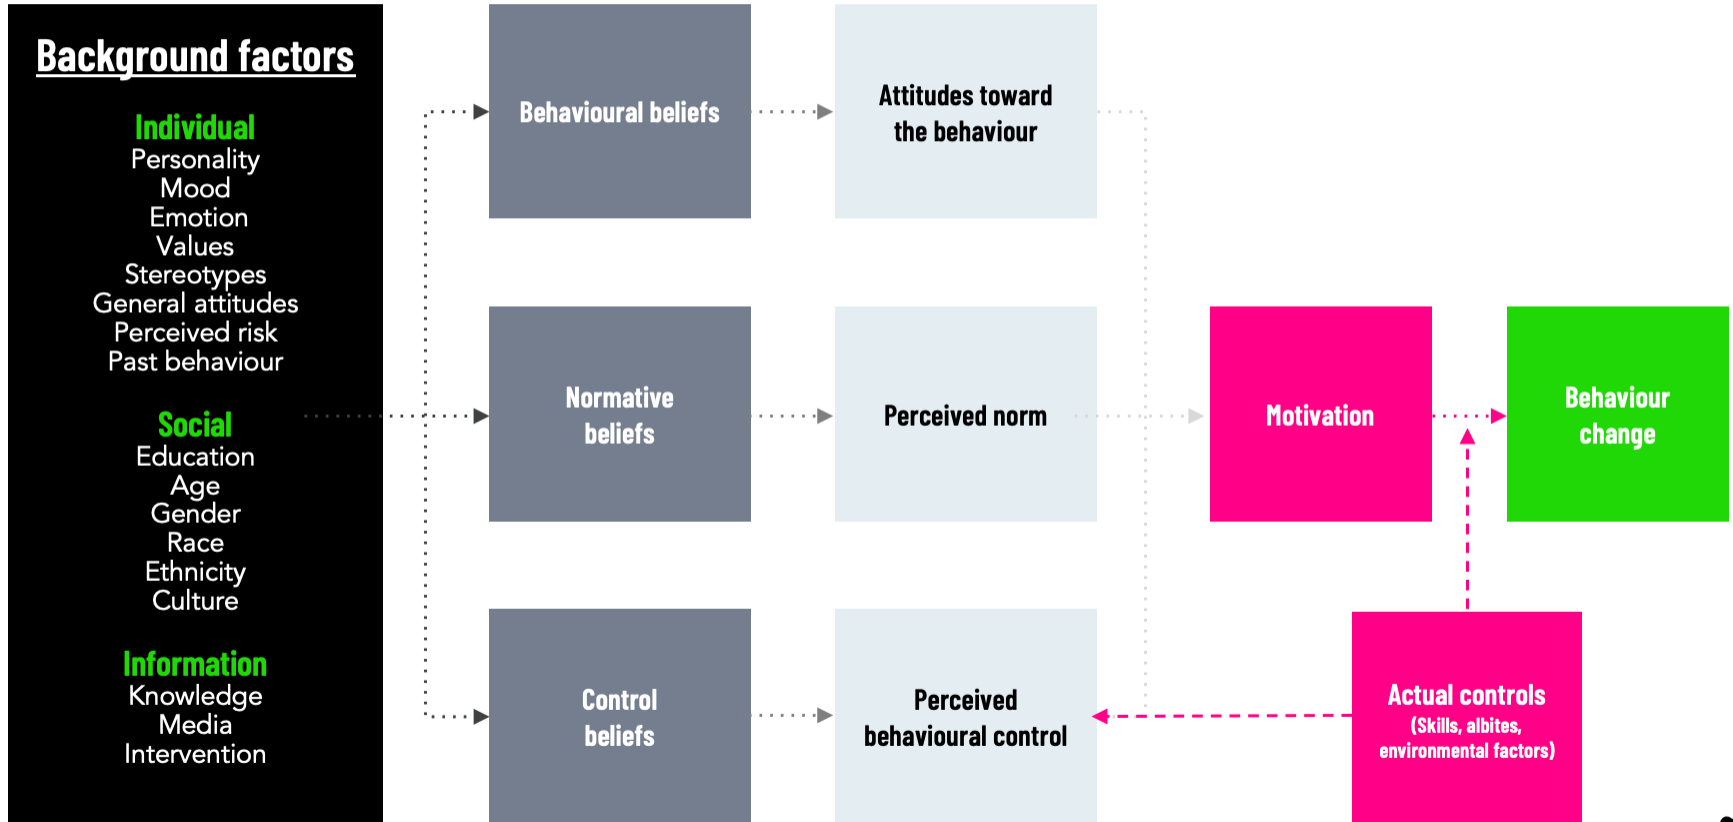 Background factors
Individual
Personality
Mood
Emotion
Values
Stereotypes
General attitudes
Perceived risk
Past behaviour
Social
Education
Age
Gender
Race
Ethnicity
Culture
Information
Knowledge
Media
Intervention
Behavioural beliefs
Attitudes toward
the behaviour
Normative
beliefs
Perceived norm
Motivation
Behaviour
change
Control
beliefs
Perceived
behavioural control
Actual controls
(Skills, albites,
environmental factors)